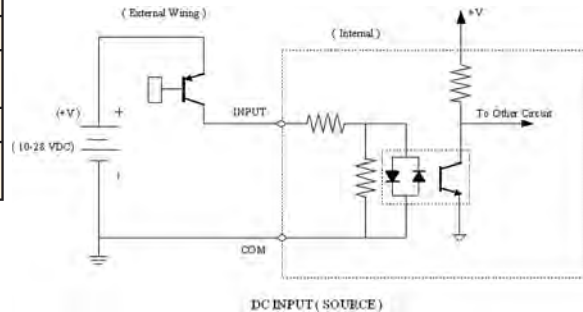 ( External Wiring )
+V
( Internal )
(+V)
+
INPUT
To Other Circuit
( 10-28 VDC)
COM
DC INPUT ( SOURCE )